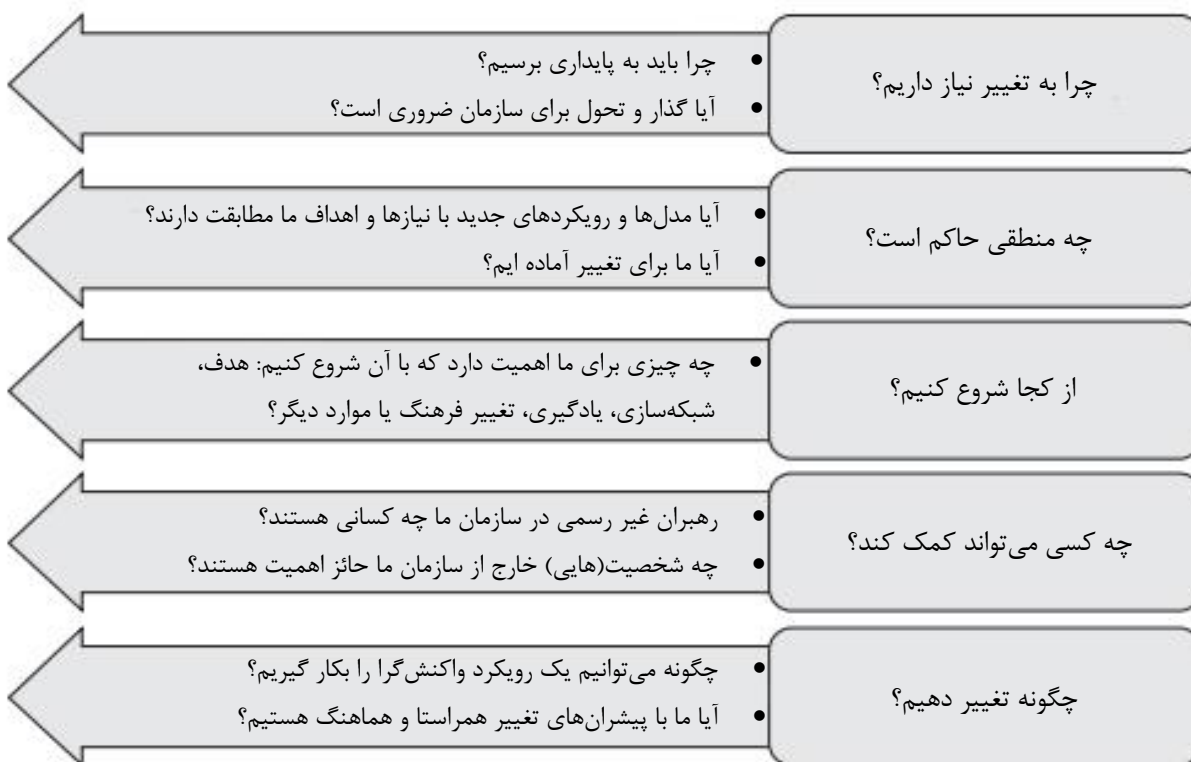 چرا به تغییر نیاز داریم؟
• چرا باید به پایداری برسیم؟
• آیا گذار و تحول برای سازمان ضروری است؟
چه منطقی حاکم است؟
• آیا مدل‌ها و رویکردهای جدید با نیازها و اهداف ما مطابقت دارند؟
• آیا ما برای تغییر آماده ایم؟
از کجا شروع کنیم؟
• چه چیزی برای ما اهمیت دارد که با آن شروع کنیم: هدف،
شبکه‌سازی، یادگیری، تغییر فرهنگ یا موارد دیگر؟
چه کسی می‌تواند کمک کند؟
• رهبران غیر رسمی در سازمان ما چه کسانی هستند؟
• چه شخصیت(هایی) خارج از سازمان ما حائز اهمیت هستند؟
چگونه تغییر دهیم؟
• چگونه می‌توانیم یک رویکرد واکنش‌گرا را بکار گیریم؟
• آیا ما با پیشران‌های تغییر همراستا و هماهنگ هستیم؟